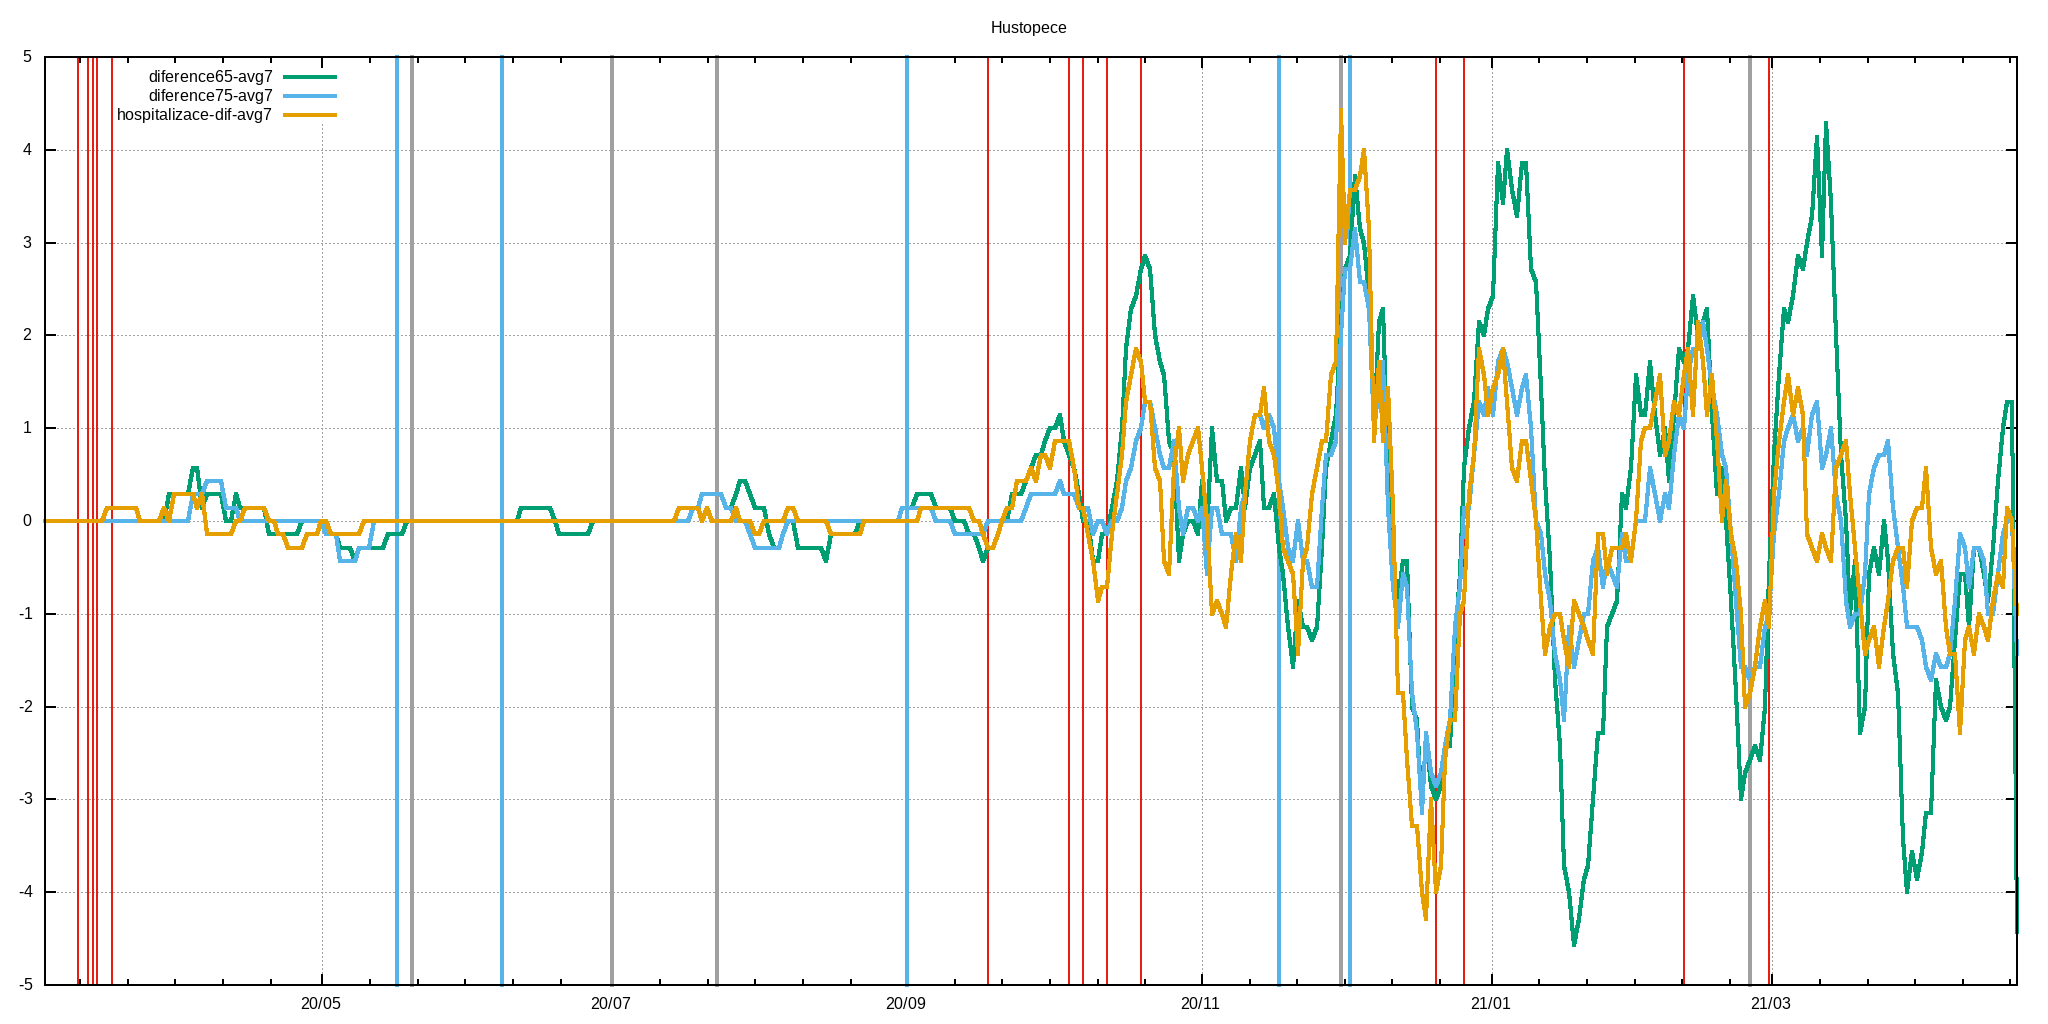 Hustopece
diference65-avg7
diference75-avg7
hospitalizace-dif-avg7
5
4
3
2
1
0
-1
-2
-3
-4
-5
20/05 20/07 20/09 20/11 21/01 21/03